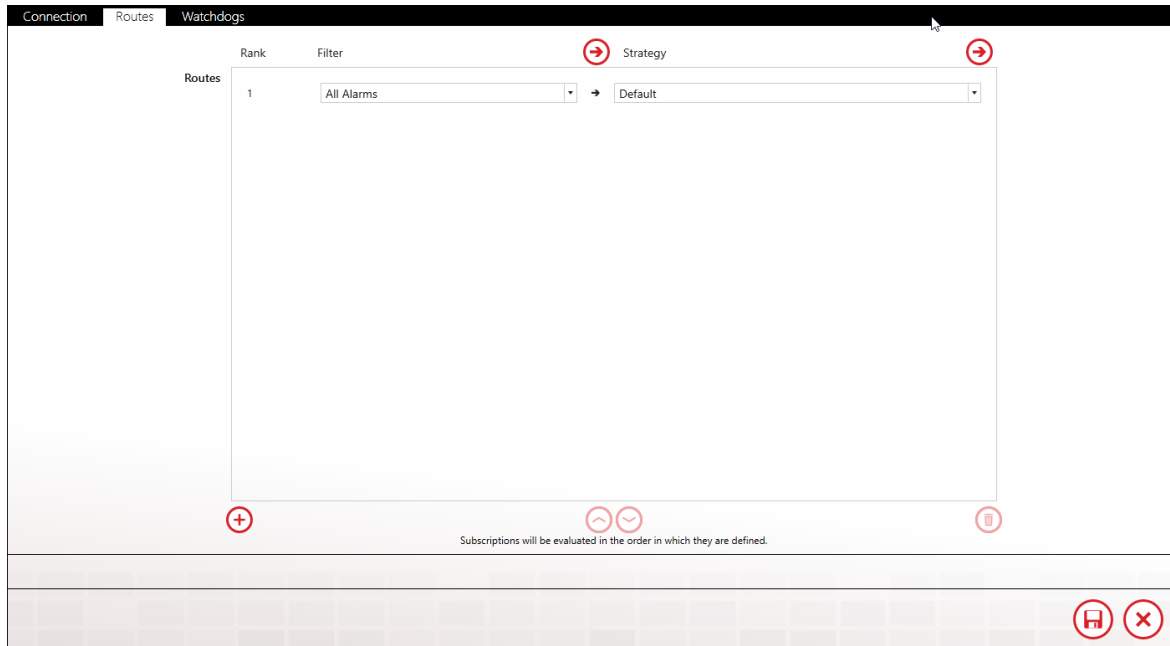 Connection Routes Watchdogs
Rank Filter Strategy
Routes
1 All Alarms Default
Subscriptions will be evaluated in the order in which they are defined.